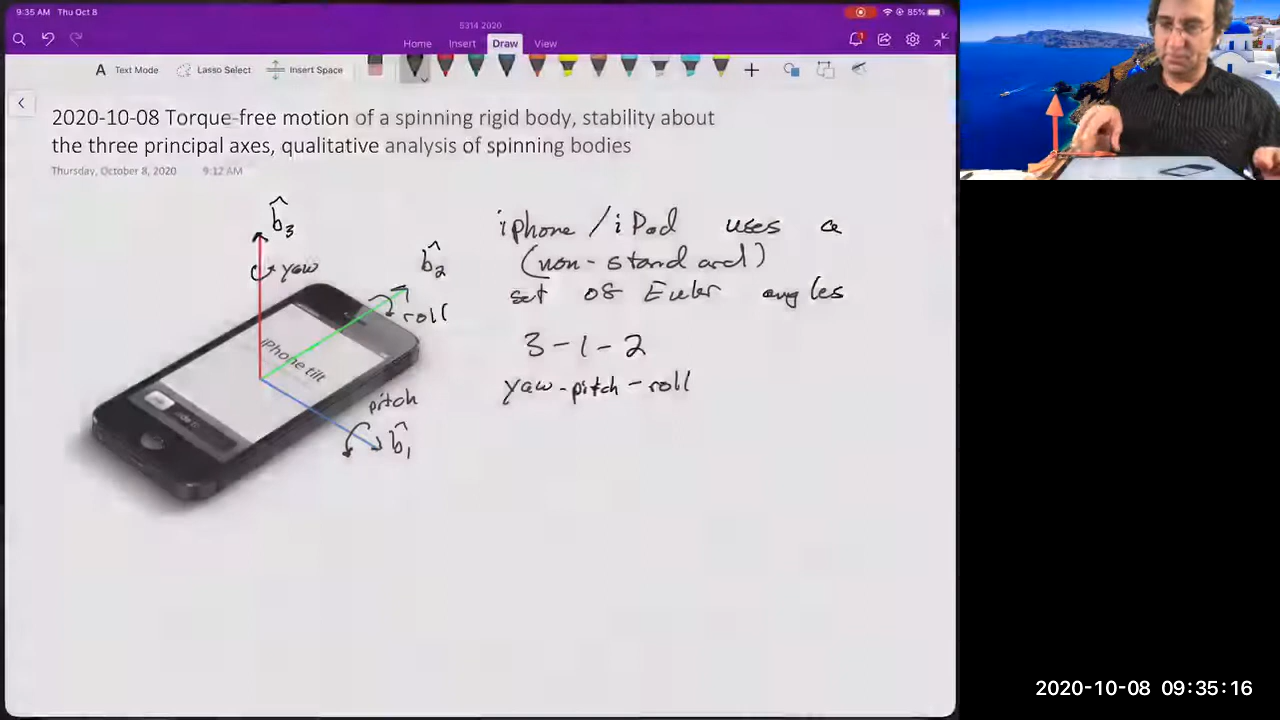 9:35 AM Thu Oct 8
85%
5314 2020
Home Insert Draw View
Text Mode Lasso Select Insert Space
2020-10-08 Torque-free motion of a spinning rigid body, stability about
the three principal axes, qualitative analysis of spinning bodies
Thursday, October 8, 2020 9:12 AM
b̂3
yaw
b̂2
roll
iPhone tilt
pitch
b̂1
iphone/iPod uses a
(non-standard)
set of Euler angles
3-1-2
yaw-pitch-roll
2020-10-08 09:35:16